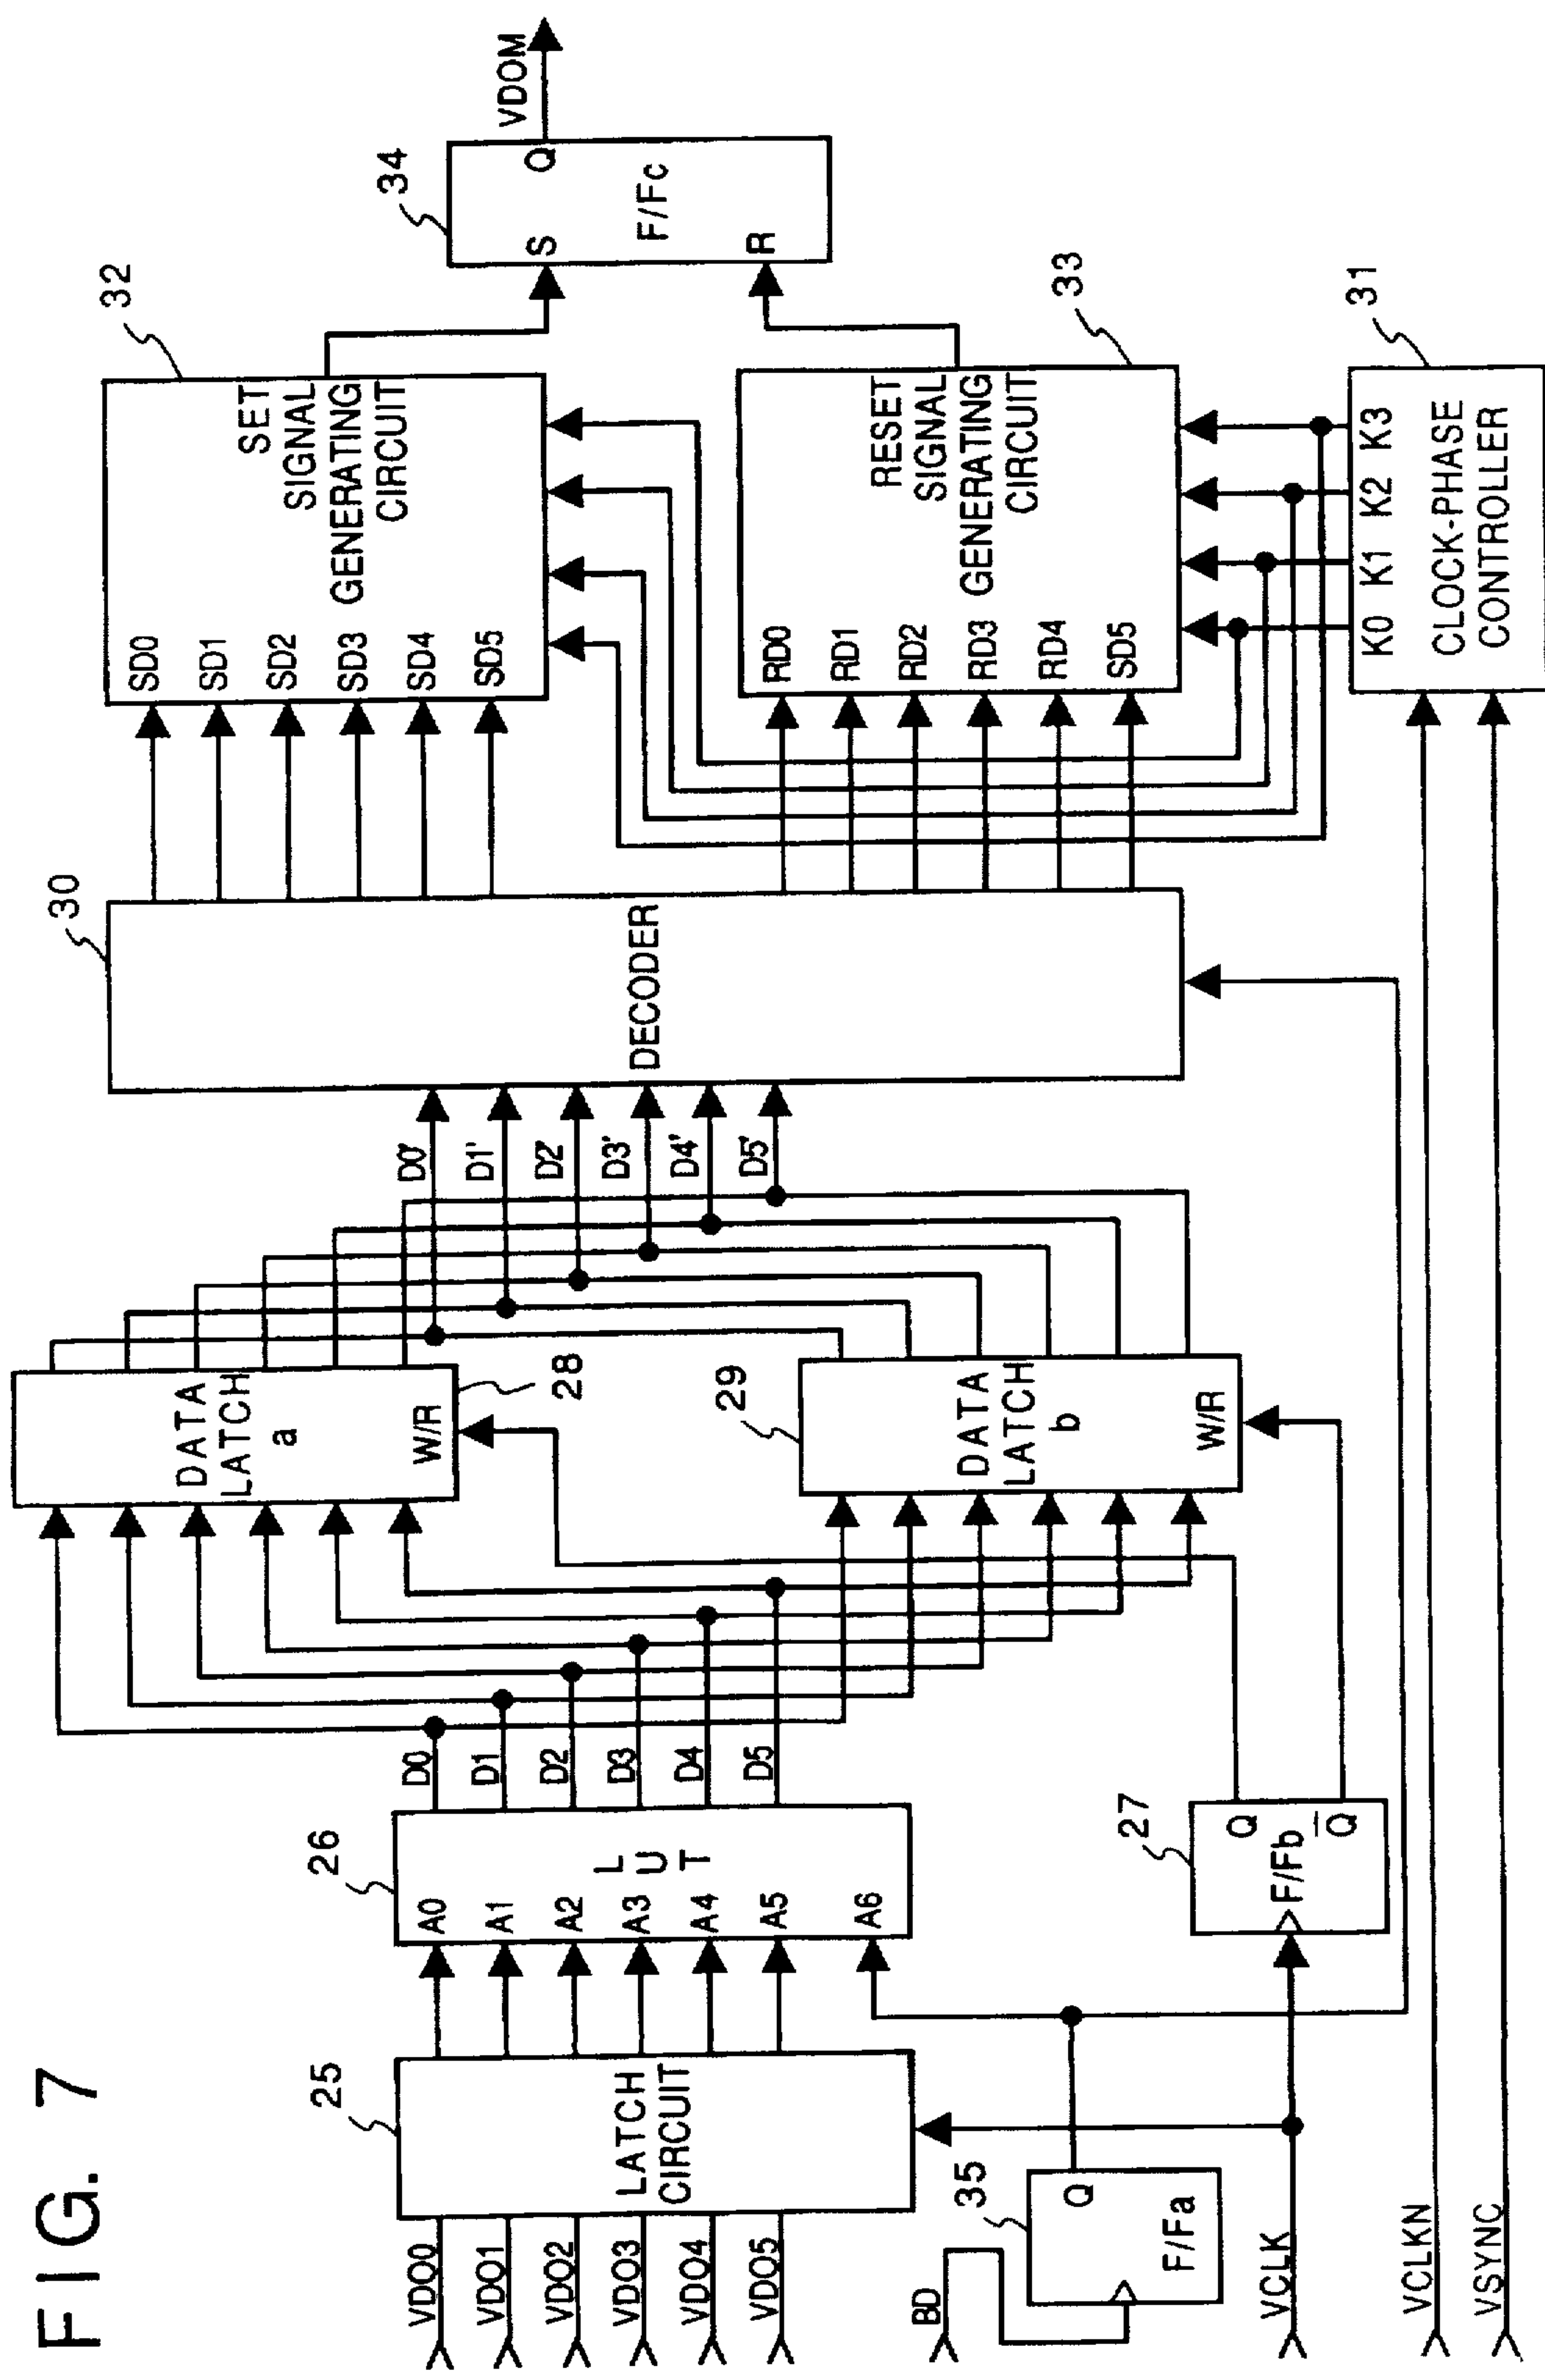 FIG. 7
VDO0
VDO1
VDO2
VDO3
VDO4
VDO5
BD
VCLK
VCLKN
VSYNC
25
LATCH
CIRCUIT
35
Q
F/Fa
26
A0
A1
A2
A3
A4
A5
A6
LUT
D0
D1
D2
D3
D4
D5
27
Q
F/Fb
Q̅
DATA
LATCH
a
W/R
28
29
DATA
LATCH
b
W/R
D0'
D1'
D2'
D3'
D4'
D5'
30
DECODER
32
SD0
SD1
SD2
SD3
SD4
SD5
SET
SIGNAL
GENERATING
CIRCUIT
33
RD0
RD1
RD2
RD3
RD4
SD5
RESET
SIGNAL
GENERATING
CIRCUIT
31
K0 K1 K2 K3
CLOCK-PHASE
CONTROLLER
34
S
Q
F/Fc
R
VDOM